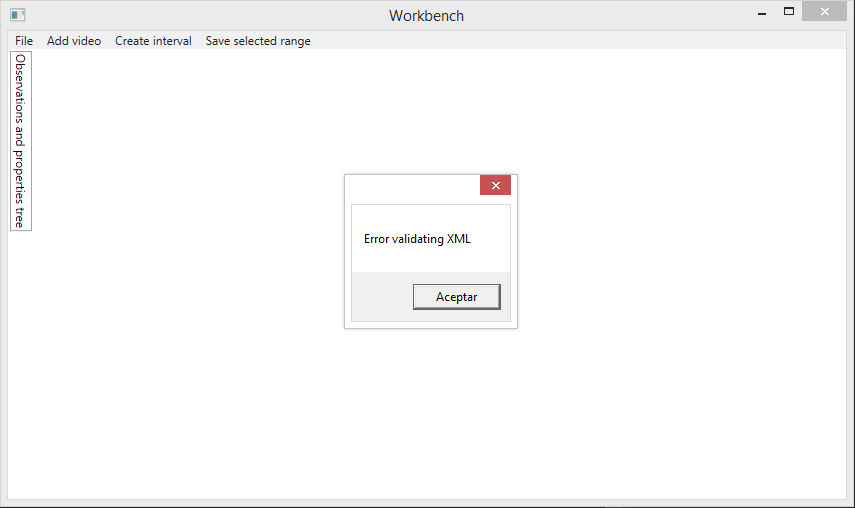 Workbench
File Add video Create interval Save selected range
Observations and properties tree
Error validating XML
Aceptar